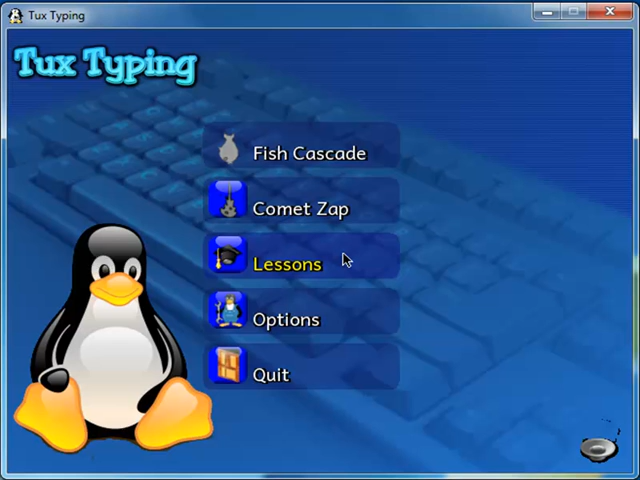 Tux Typing
Tux Typing
Fish Cascade
Comet Zap
Lessons
Options
Quit